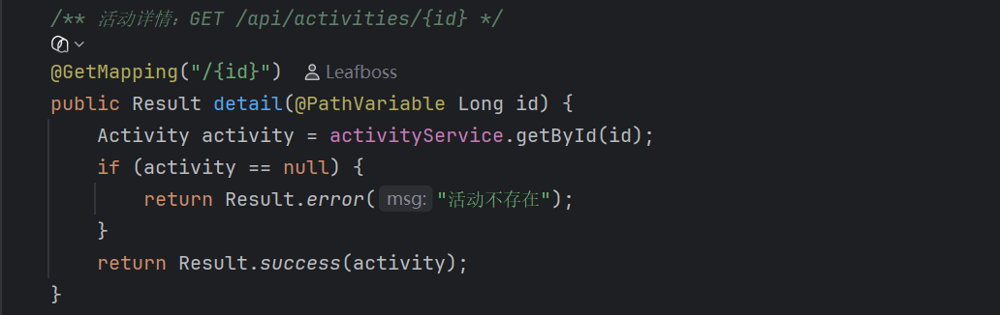 /** 活动详情：GET /api/activities/{id} */
@GetMapping("/{id}") Leafboss
public Result detail(@PathVariable Long id) {
Activity activity = activityService.getById(id);
if (activity == null) {
return Result.error( msg: "活动不存在");
}
return Result.success(activity);
}